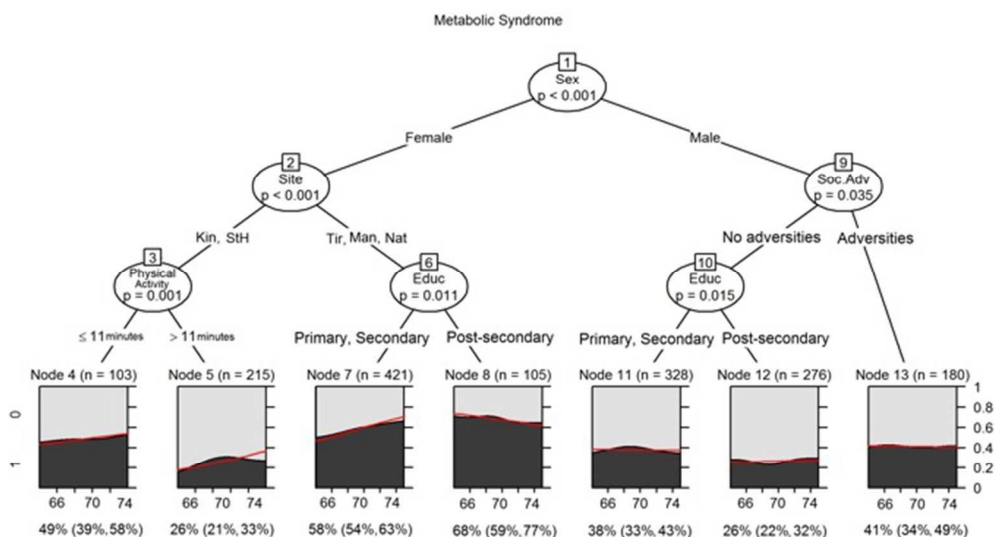 Metabolic Syndrome
1
Sex
p < 0.001
Female
Male
2
Site
p < 0.001
9
Soc.Adv
p = 0.035
Kin, StH
Tir, Man, Nat
No adversities
Adversities
3
Physical
Activity
p = 0.001
6
Educ
p = 0.011
10
Educ
p = 0.015
≤ 11 minutes
> 11 minutes
Primary, Secondary
Post-secondary
Primary, Secondary
Post-secondary
Node 4 (n = 103)
Node 5 (n = 215)
Node 7 (n = 421)
Node 8 (n = 105)
Node 11 (n = 328)
Node 12 (n = 276)
Node 13 (n = 180)
0
1
1
0.8
0.6
0.4
0.2
0
66 70 74
66 70 74
66 70 74
66 70 74
66 70 74
66 70 74
66 70 74
49% (39%, 58%)
26% (21%, 33%)
58% (54%, 63%)
68% (59%, 77%)
38% (33%, 43%)
26% (22%, 32%)
41% (34%, 49%)